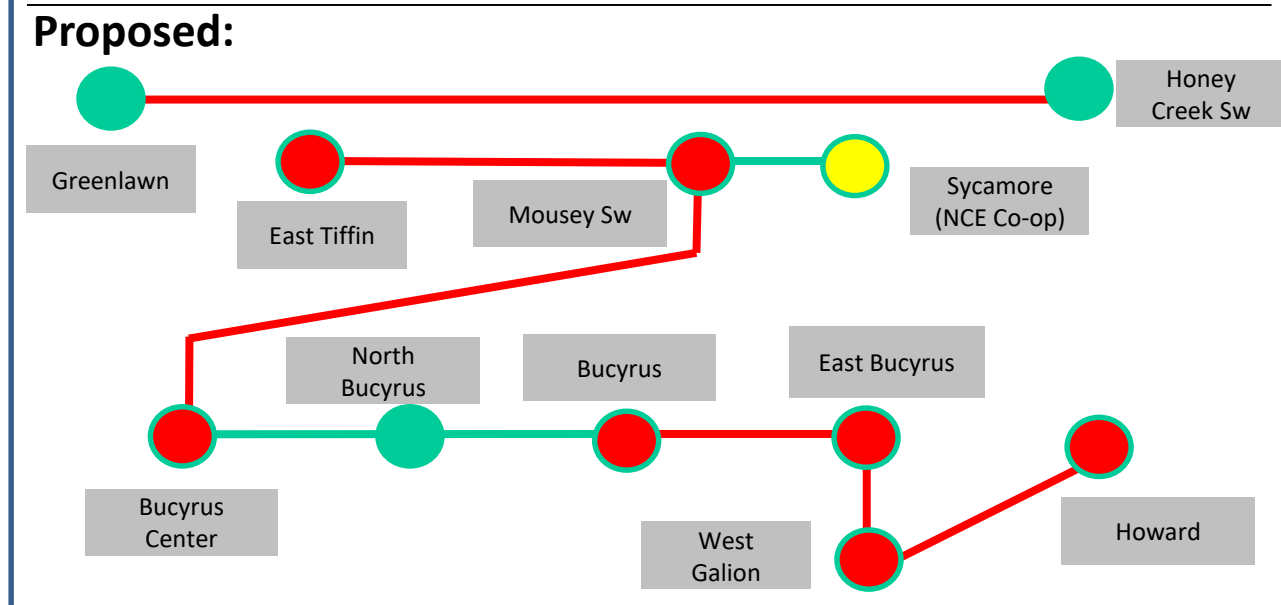 Proposed:
Honey
Creek Sw
Greenlawn
East Tiffin
Mousey Sw
Sycamore
(NCE Co-op)
North
Bucyrus
Bucyrus
East Bucyrus
Bucyrus
Center
West
Galion
Howard